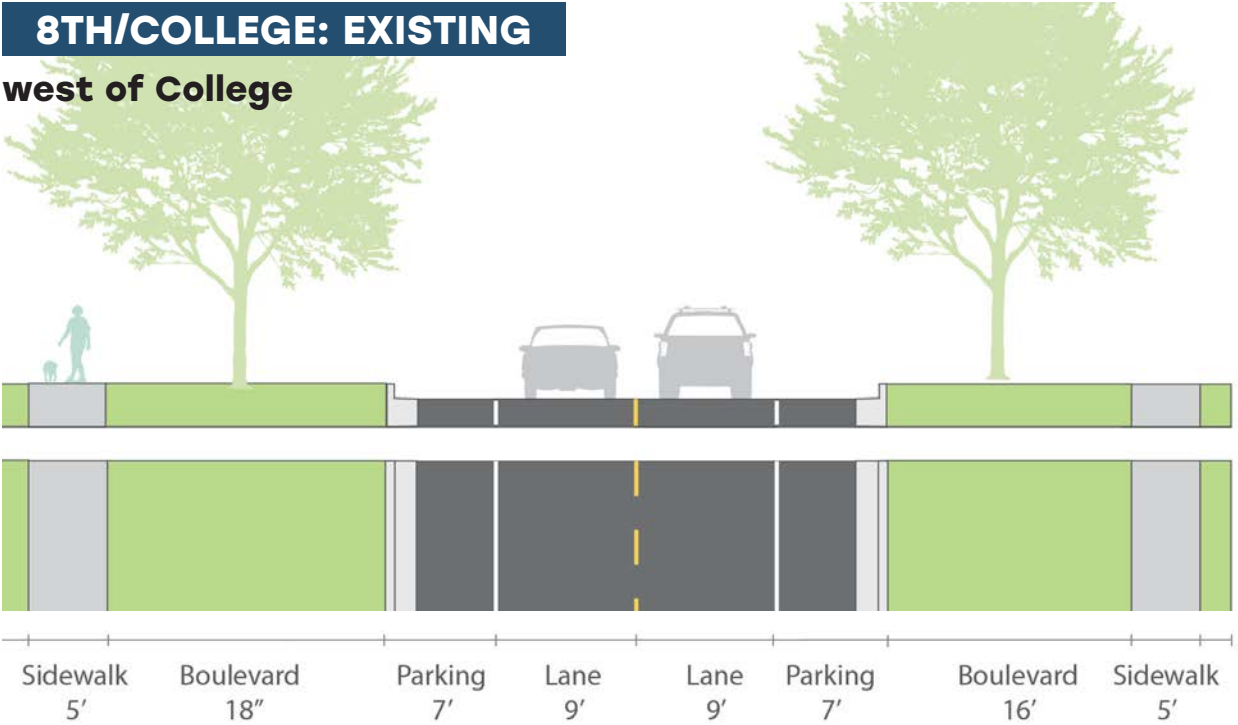 8TH/COLLEGE: EXISTING
west of College
Sidewalk Boulevard Parking Lane Lane Parking Boulevard Sidewalk
5′ 18″ 7′ 9′ 9′ 7′ 16′ 5′